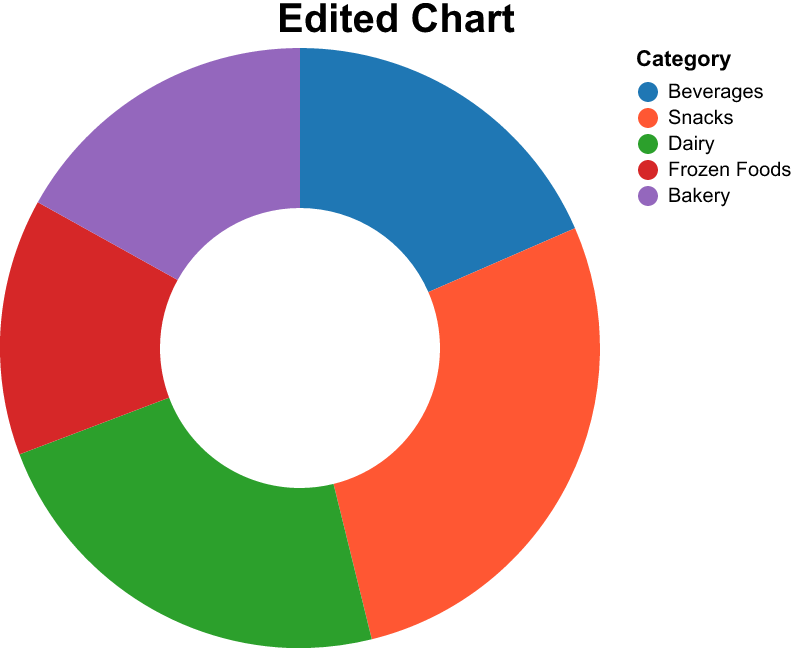 Edited Chart
Category
Beverages
Snacks
Dairy
Frozen Foods
Bakery